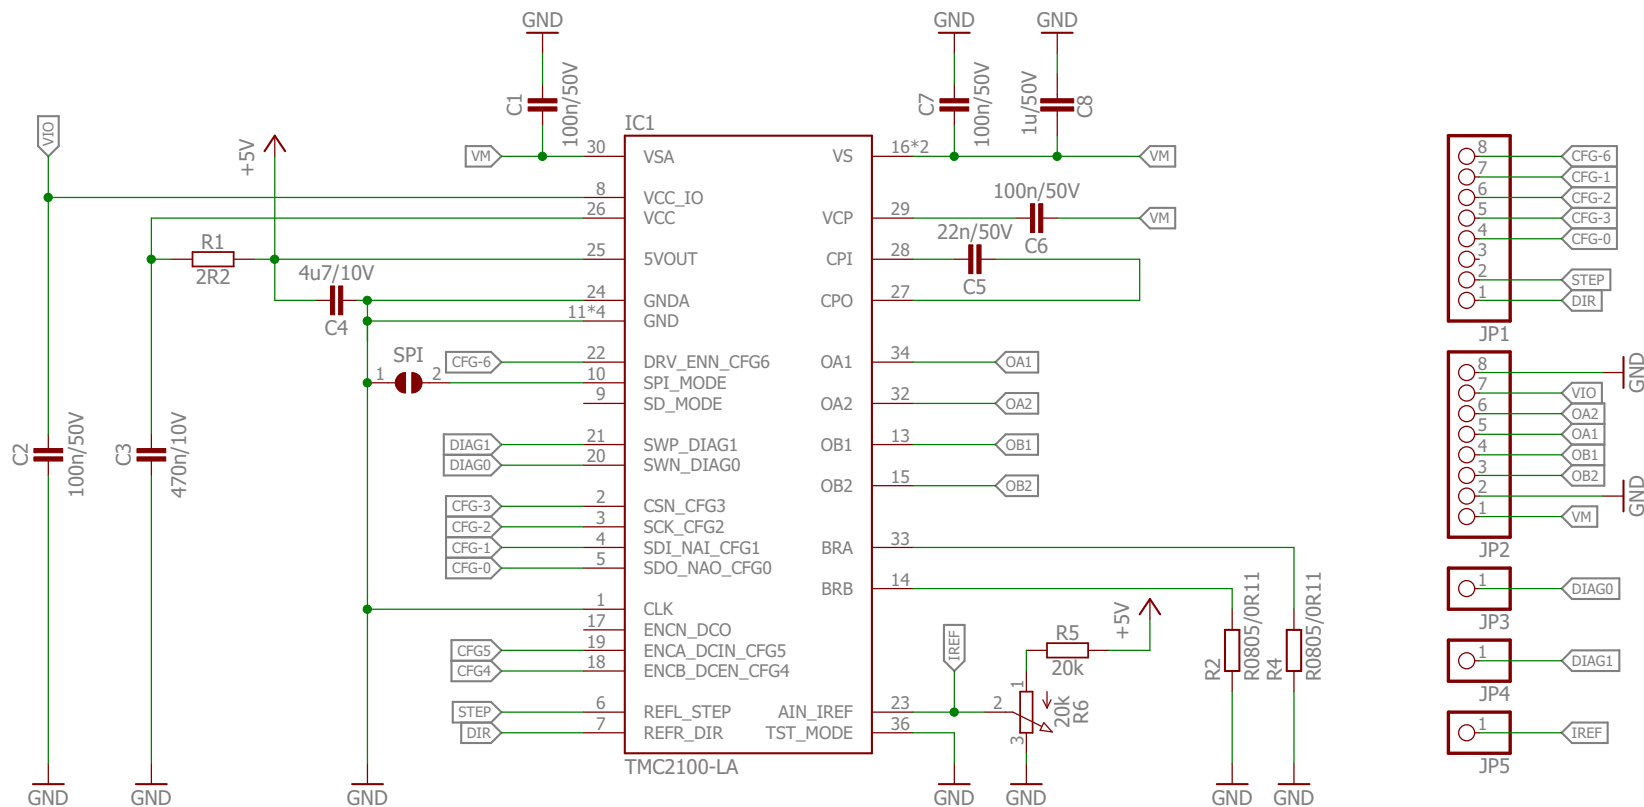 GND
GND
C1
100n/50V
C7
100n/50V
1u/50V
C8
VIO
+5V
VM
30
IC1
VSA
VS
16*2
VM
8
VCC_IO
26
VCC
VCP
29
100n/50V
C6
VM
R1
2R2
25
5VOUT
CPI
28
22n/50V
C5
4u7/10V
C4
24
GNDA
CPO
27
11*4
GND
SPI
1
2
CFG-6
22
DRV_ENN_CFG6
OA1
34
OA1
10
SPI_MODE
9
SD_MODE
OA2
32
OA2
DIAG1
21
SWP_DIAG1
OB1
13
OB1
DIAG0
20
SWN_DIAG0
OB2
15
OB2
C2
100n/50V
C3
470n/10V
CFG-3
2
CSN_CFG3
CFG-2
3
SCK_CFG2
CFG-1
4
SDI_NAI_CFG1
BRA
33
CFG-0
5
SDO_NAO_CFG0
BRB
14
1
CLK
17
ENCN_DCO
CFG5
19
ENCA_DCIN_CFG5
CFG4
18
ENCB_DCEN_CFG4
IREF
R5
20k
+5V
R2
R0805/0R11
R4
R0805/0R11
STEP
6
REFL_STEP
AIN_IREF
23
2
1
3
20k
R6
DIR
7
REFR_DIR
TST_MODE
36
TMC2100-LA
GND
GND
GND
GND
GND
GND
GND
8
CFG-6
7
CFG-1
6
CFG-2
5
CFG-3
4
CFG-0
3
2
STEP
1
DIR
JP1
8
GND
7
VIO
6
OA2
5
OA1
4
OB1
3
OB2
2
GND
1
VM
JP2
1
DIAG0
JP3
1
DIAG1
JP4
1
IREF
JP5